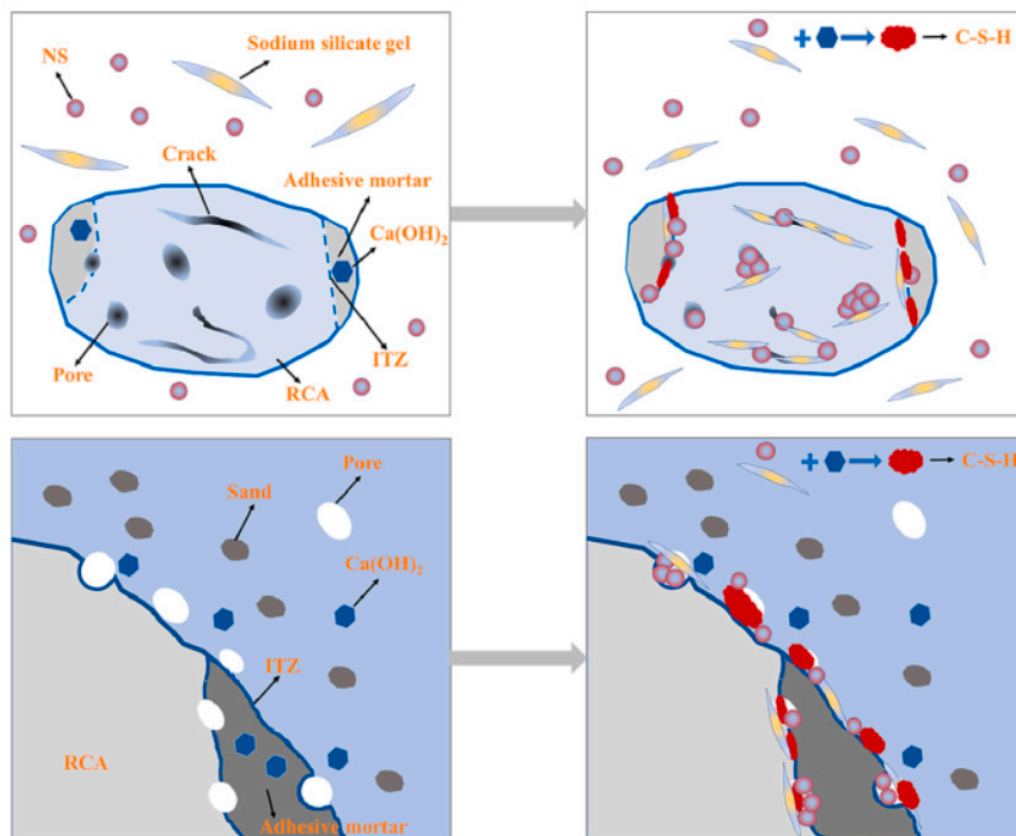 NS
Sodium silicate gel
Crack
Adhesive mortar
Ca(OH)₂
Pore
RCA
ITZ
+ C-S-H
Pore
Sand
Ca(OH)₂
ITZ
RCA
Adhesive mortar
+ C-S-H